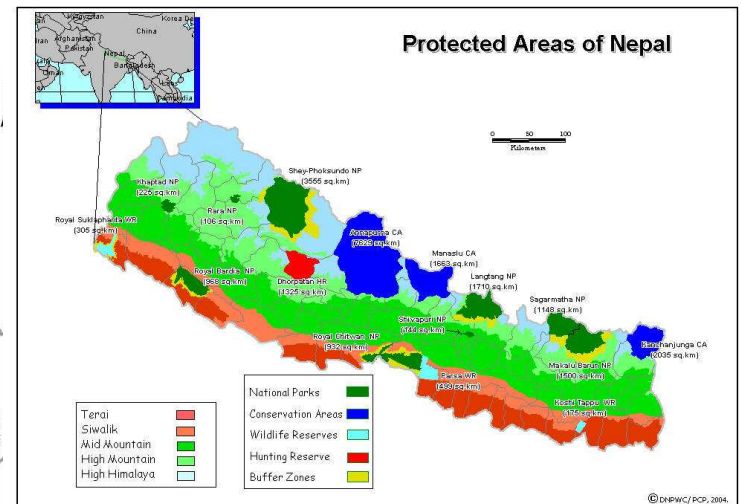 Kyrgyzstan
Korea De
Iran
Afghanistan
China
Pakistan
Nepal
Oman
Bangladesh
Laos
Cambodia
Protected Areas of Nepal
0 50 100
Kilometers
Shey-Phoksundo NP
(3555 sq.km)
Khaptad NP
(225 sq.km)
Rara NP
(106 sq.km)
Royal Suklaphanta WR
(305 sq.km)
Annapurna CA
(7629 sq.km)
Manaslu CA
(1663 sq.km)
Langtang NP
(1710 sq.km)
Royal Bardia NP
(968 sq.km)
Dhorpatan HR
(1325 sq.km)
Sagarmatha NP
(1148 sq.km)
Shivapuri NP
(144 sq.km)
Kanchanjunga CA
(2035 sq.km)
Royal Chitwan NP
(932 sq.km)
Makalu Barun NP
(1500 sq.km)
Parsa WR
(499 sq.km)
Koshi Tappu WR
(175 sq.km)
Terai
Siwalik
Mid Mountain
High Mountain
High Himalaya
National Parks
Conservation Areas
Wildlife Reserves
Hunting Reserve
Buffer Zones
© DNPWC/ PCP, 2004.